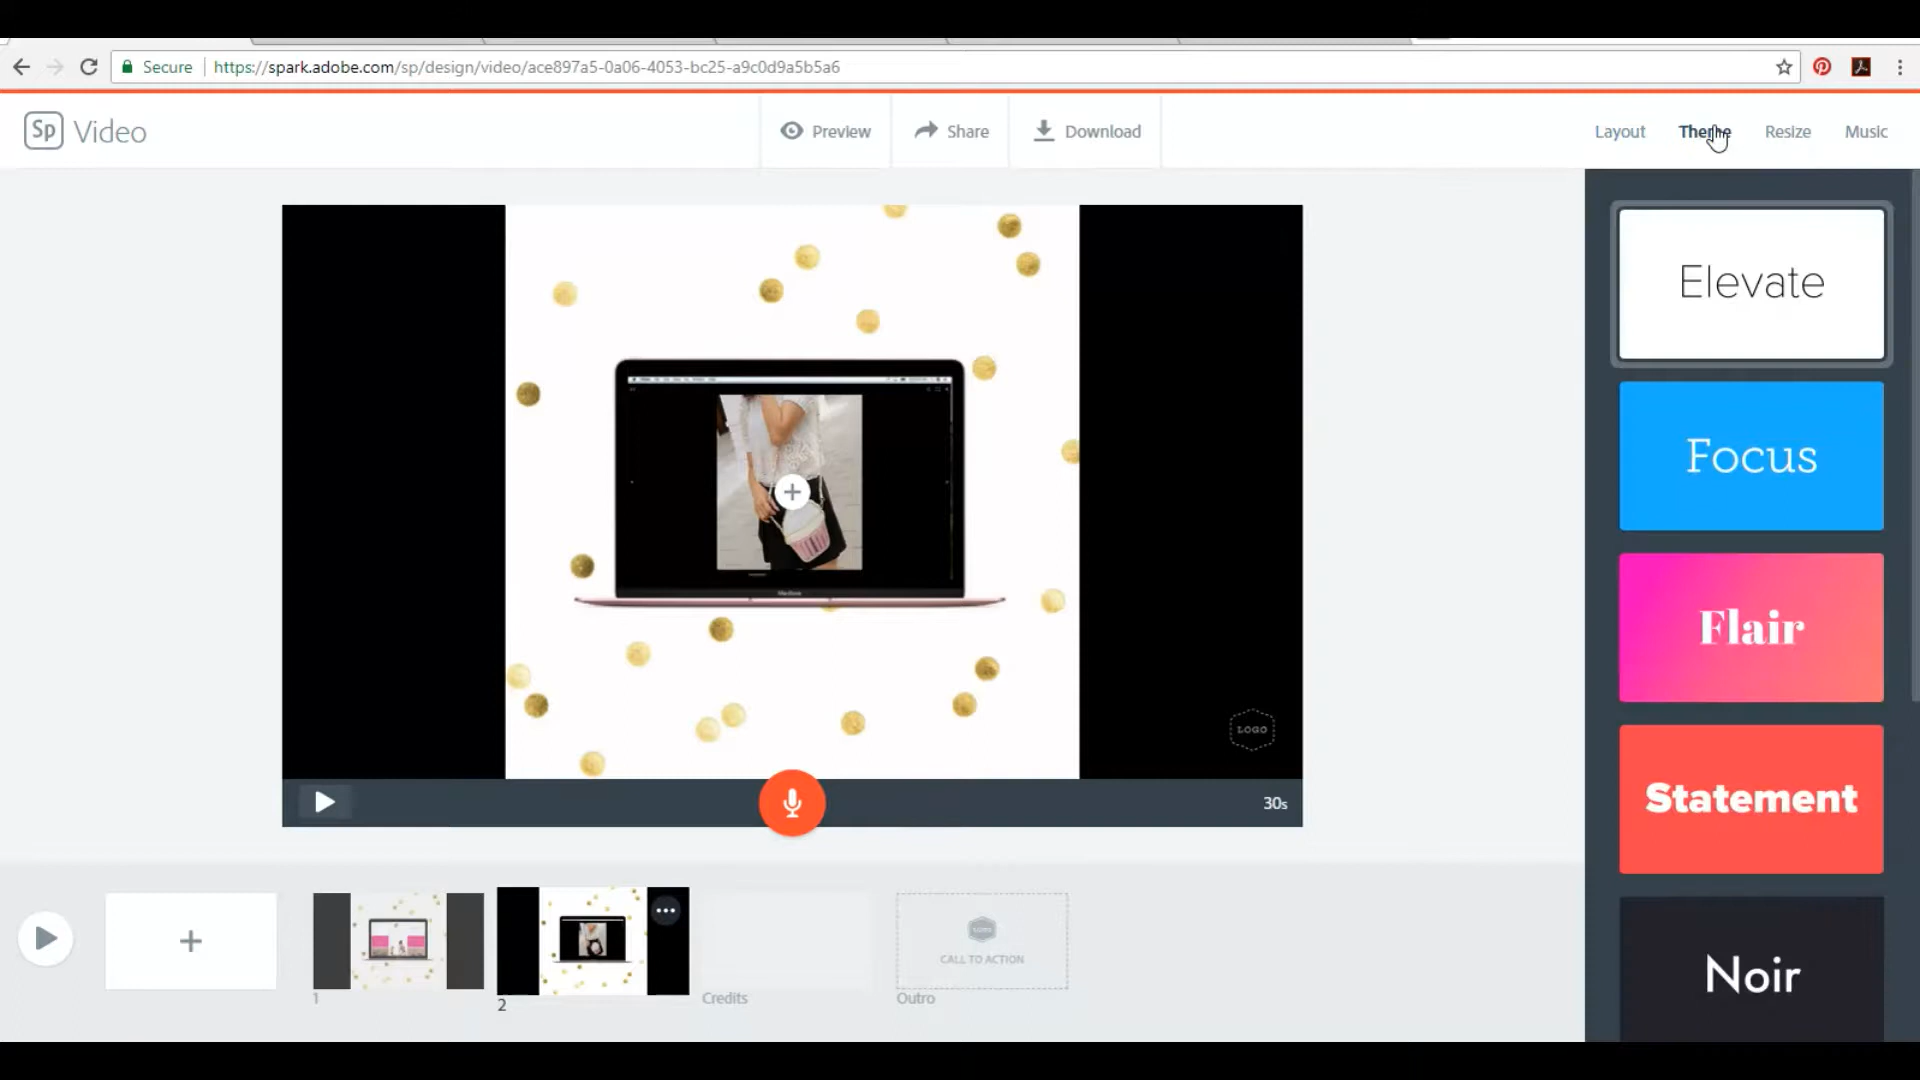 Secure https://spark.adobe.com/sp/design/video/ace897a5-0a06-4053-bc25-a9c0d9a5b5a6
Sp Video Preview Share Download Layout Theme Resize Music
Elevate
Focus
Flair
Statement
Noir
MacBook
LOGO
30s
CALL TO ACTION
1
2
Credits
Outro